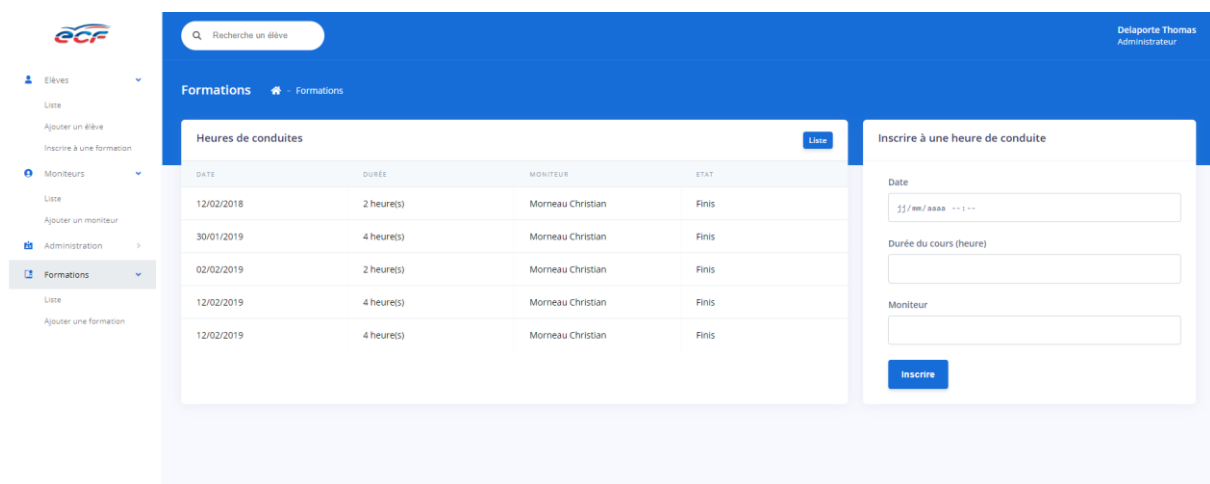 ecf
Recherche un élève
Delaporte Thomas
Administrateur
Elèves
Liste
Ajouter un élève
Inscrire à une formation
Moniteurs
Liste
Ajouter un moniteur
Administration
Formations
Liste
Ajouter une formation
Formations - Formations
Heures de conduites Liste
DATE DURÉE MONITEUR ETAT
12/02/2018 2 heure(s) Morneau Christian Finis
30/01/2019 4 heure(s) Morneau Christian Finis
02/02/2019 2 heure(s) Morneau Christian Finis
12/02/2019 4 heure(s) Morneau Christian Finis
12/02/2019 4 heure(s) Morneau Christian Finis
Inscrire à une heure de conduite
Date
jj/mm/aaaa --:--
Durée du cours (heure)
Moniteur
Inscrire